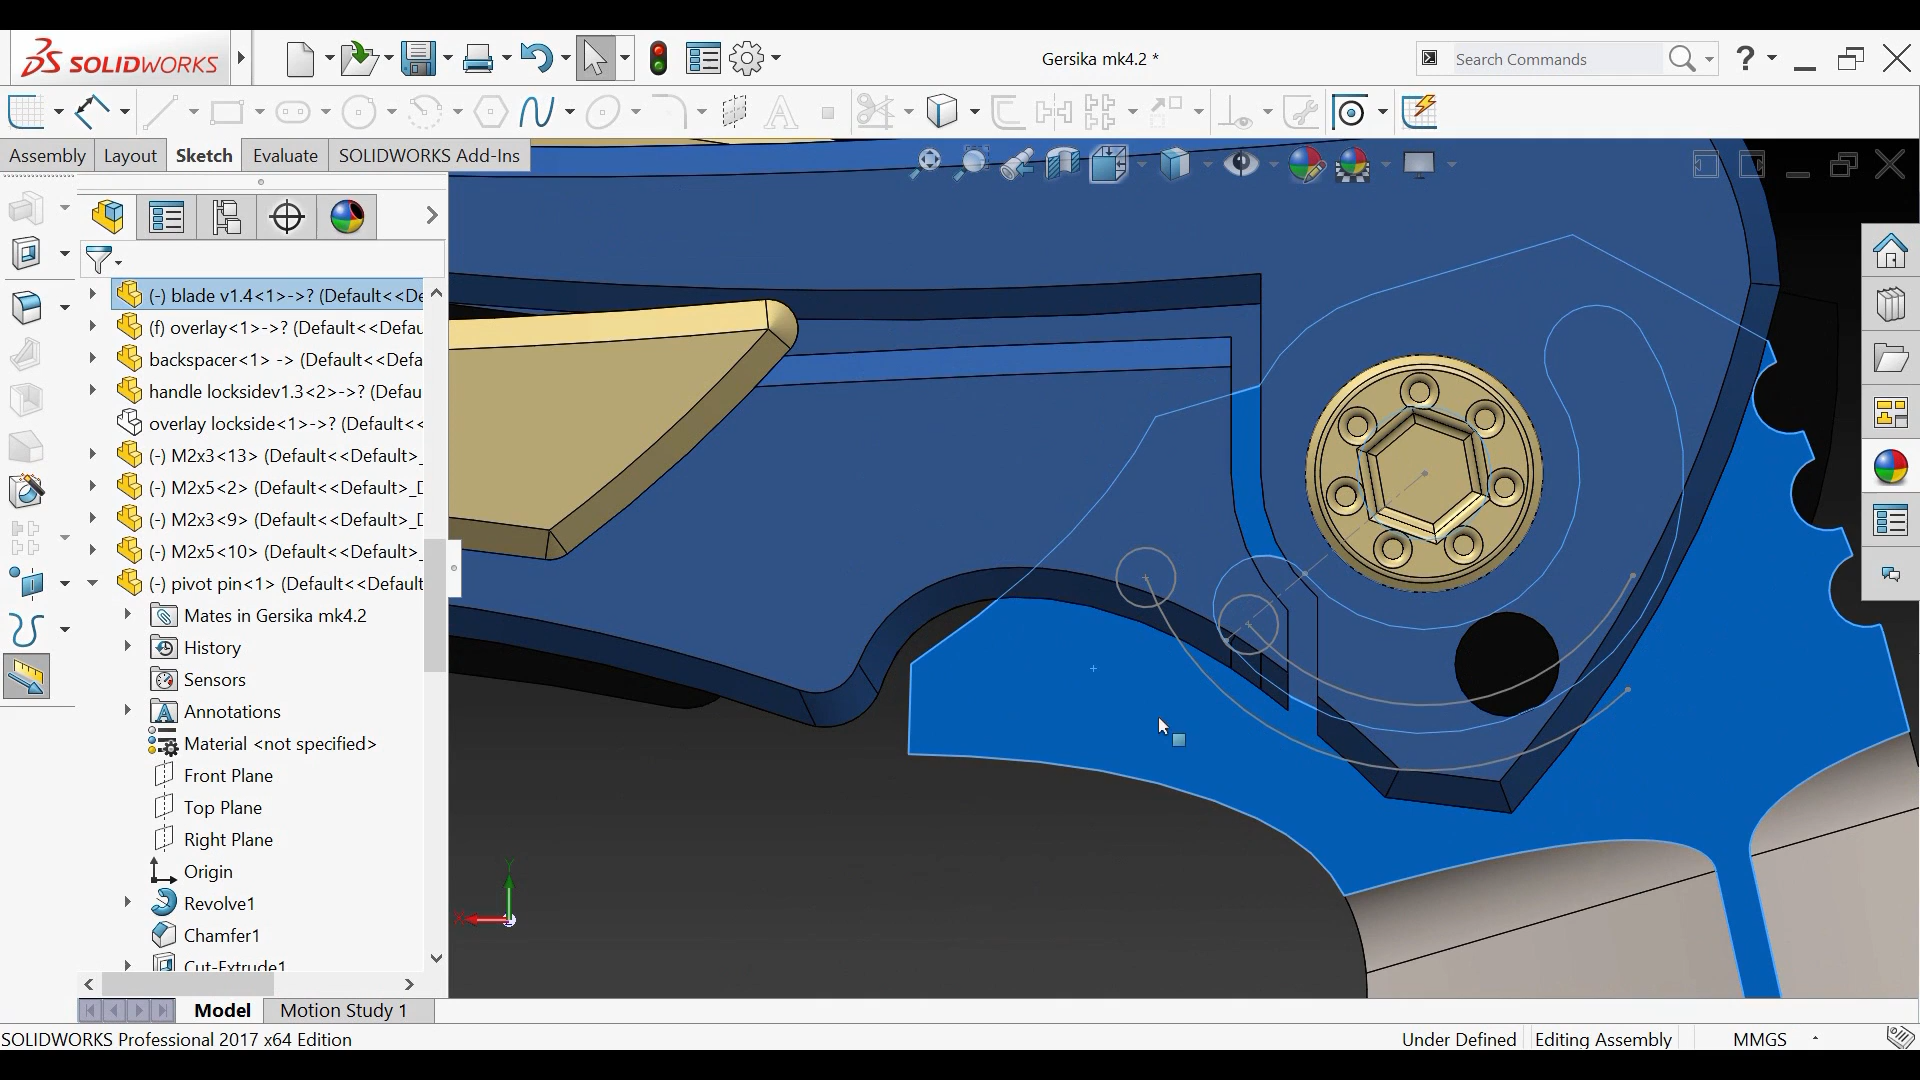 SOLIDWORKS
Gersika mk4.2 *
Search Commands
?
Assembly
Layout
Sketch
Evaluate
SOLIDWORKS Add-Ins
(-) blade v1.4<1>->? (Default<<De
(f) overlay<1>->? (Default<<Defau
backspacer<1> -> (Default<<Defa
handle locksidev1.3<2>->? (Defau
overlay lockside<1>->? (Default<<
(-) M2x3<13> (Default<<Default>_
(-) M2x5<2> (Default<<Default>_D
(-) M2x3<9> (Default<<Default>_D
(-) M2x5<10> (Default<<Default>_
(-) pivot pin<1> (Default<<Default
Mates in Gersika mk4.2
History
Sensors
Annotations
Material <not specified>
Front Plane
Top Plane
Right Plane
Origin
Revolve1
Chamfer1
Cut-Extrude1
Y
X
Model
Motion Study 1
SOLIDWORKS Professional 2017 x64 Edition
Under Defined
Editing Assembly
MMGS